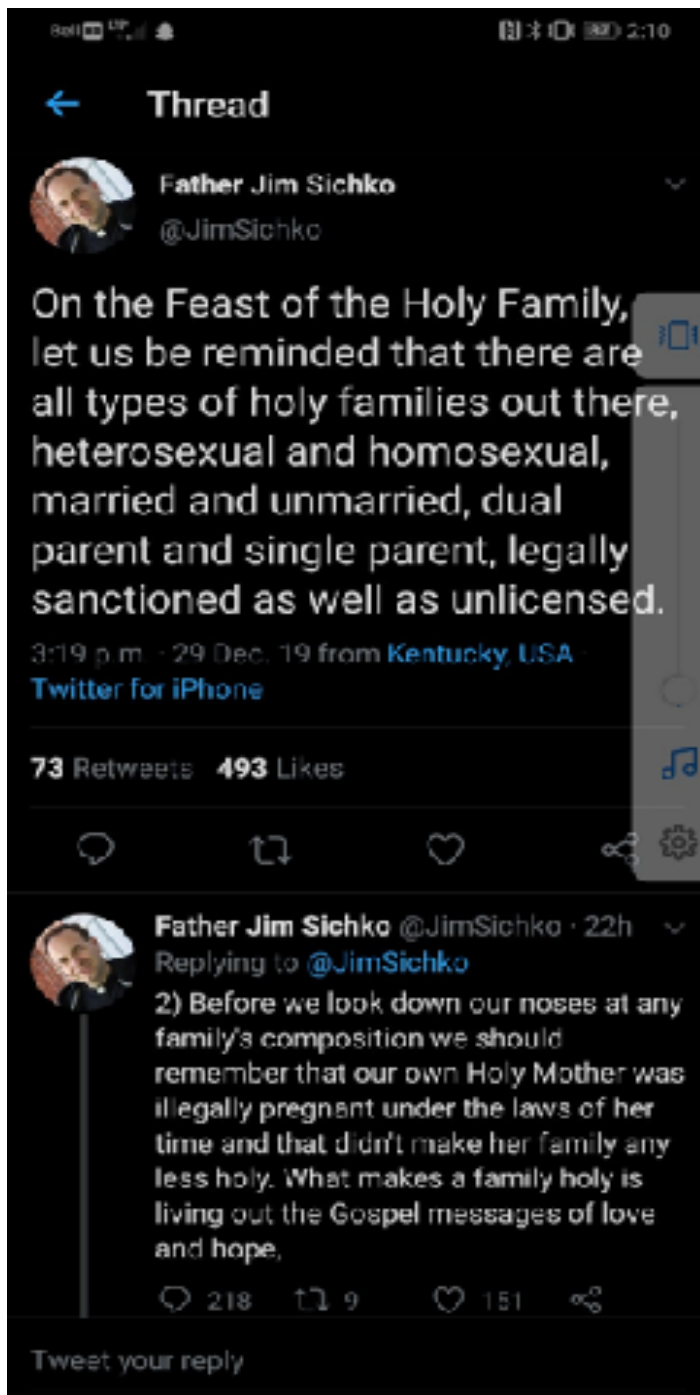 Bell
2:10
Thread
Father Jim Sichko
@JimSichko
On the Feast of the Holy Family,
let us be reminded that there are
all types of holy families out there,
heterosexual and homosexual,
married and unmarried, dual
parent and single parent, legally
sanctioned as well as unlicensed.
3:19 p.m. · 29 Dec. 19 from Kentucky, USA ·
Twitter for iPhone
73 Retweets 493 Likes
Father Jim Sichko @JimSichko · 22h
Replying to @JimSichko
2) Before we look down our noses at any
family's composition we should
remember that our own Holy Mother was
illegally pregnant under the laws of her
time and that didn't make her family any
less holy. What makes a family holy is
living out the Gospel messages of love
and hope,
218 9 151
Tweet your reply